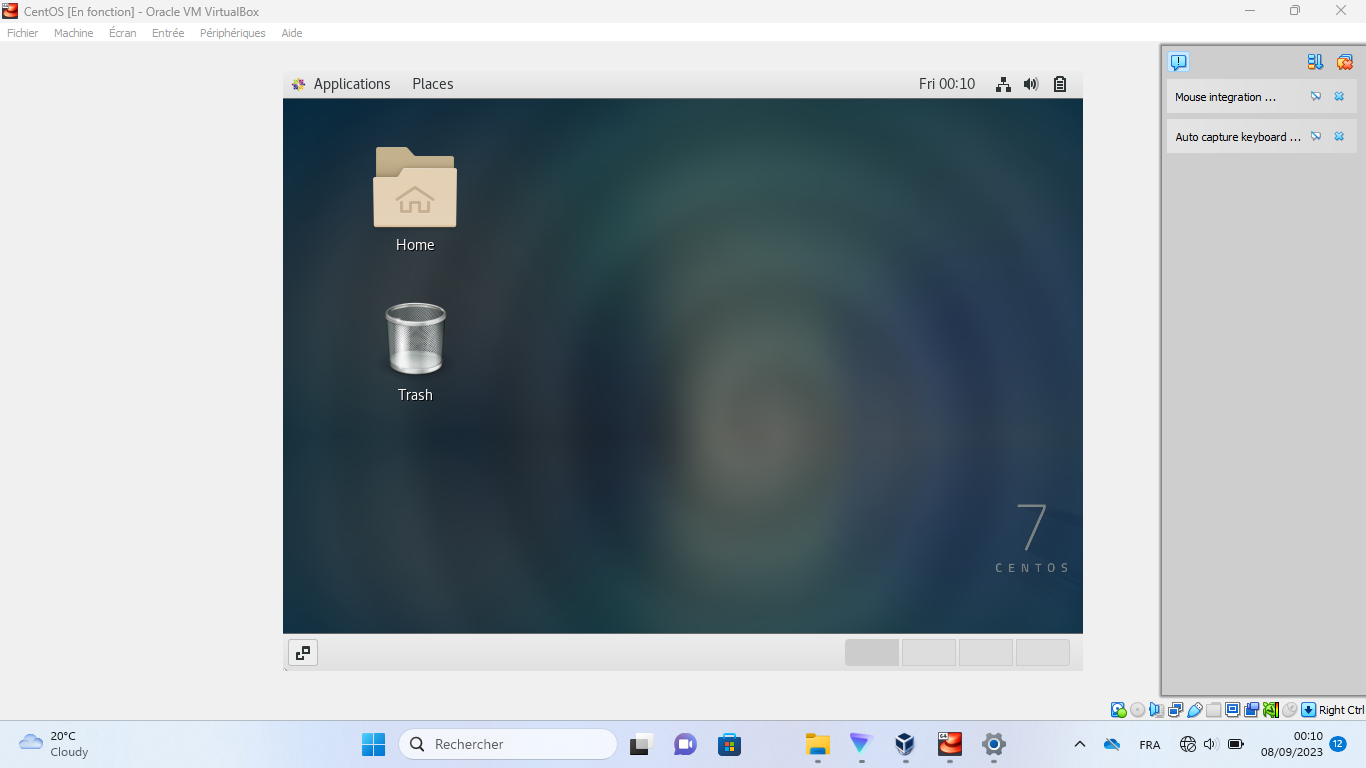 CentOS [En fonction] - Oracle VM VirtualBox
Fichier Machine Écran Entrée Périphériques Aide
Applications Places Fri 00:10
Mouse integration ...
Auto capture keyboard ...
Home
Trash
7
CENTOS
Right Ctrl
20°C
Cloudy
Rechercher
64
FRA
00:10
08/09/2023
12